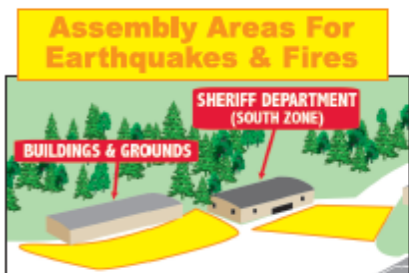 Assembly Areas For
Earthquakes & Fires
SHERIFF DEPARTMENT
(SOUTH ZONE)
BUILDINGS & GROUNDS